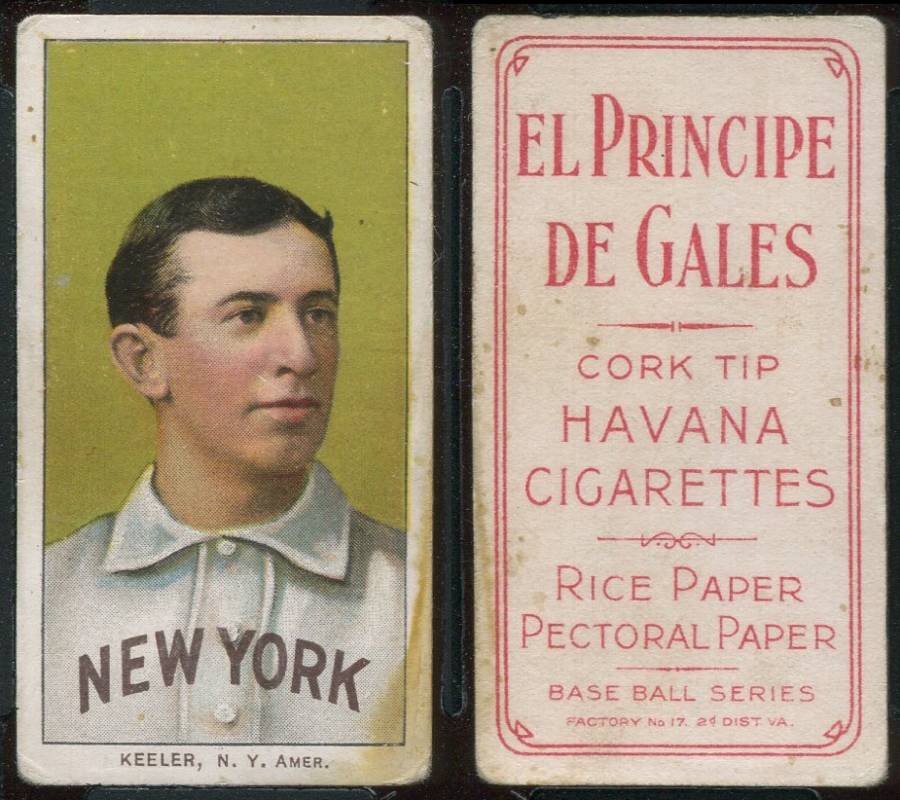 NEW YORK
KEELER, N. Y. AMER.
EL PRINCIPE
DE GALES
CORK TIP
HAVANA
CIGARETTES
RICE PAPER
PECTORAL PAPER
BASE BALL SERIES
FACTORY No 17. 2d DIST. VA.